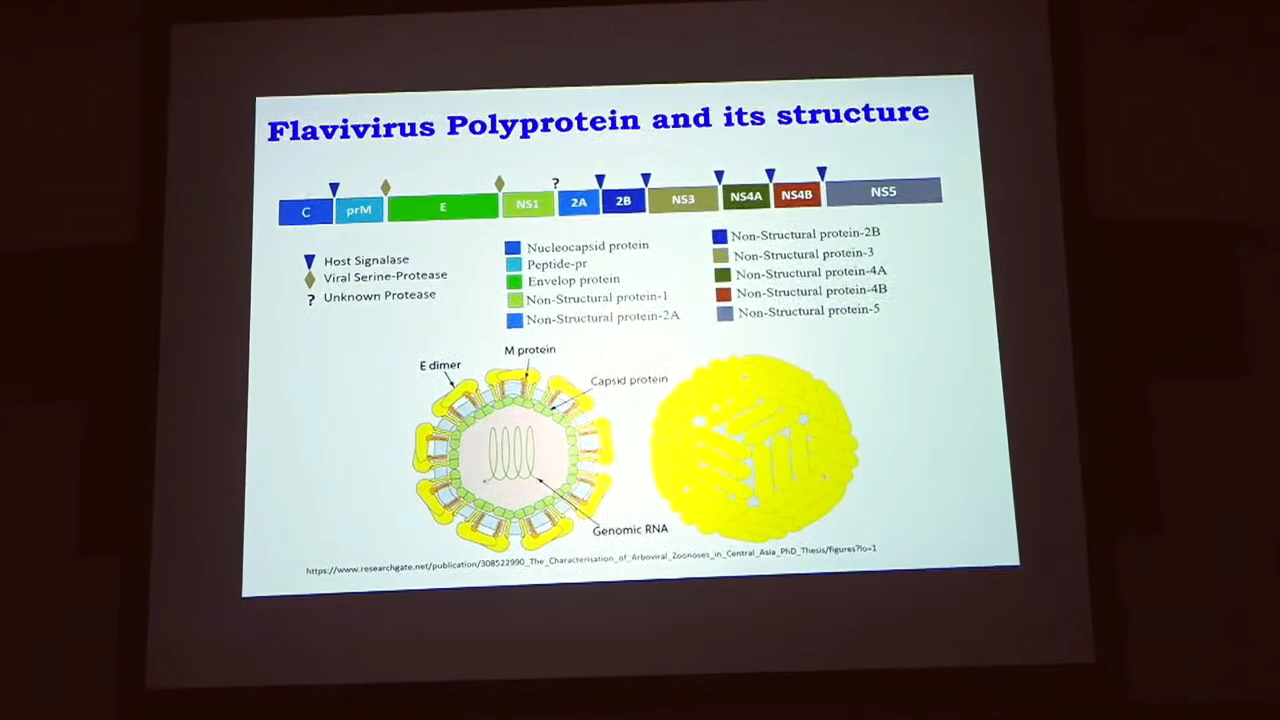 Flavivirus Polyprotein and its structure
?
C prM E NS1 2A 2B NS3 NS4A NS4B NS5
Host Signalase
Viral Serine-Protease
? Unknown Protease
Nucleocapsid protein
Peptide-pr
Envelop protein
Non-Structural protein-1
Non-Structural protein-2A
Non-Structural protein-2B
Non-Structural protein-3
Non-Structural protein-4A
Non-Structural protein-4B
Non-Structural protein-5
M protein
E dimer
Capsid protein
Genomic RNA
https://www.researchgate.net/publication/308522990_The_Characterisation_of_Arboviral_Zoonoses_in_Central_Asia_PhD_Thesis/figures?lo=1